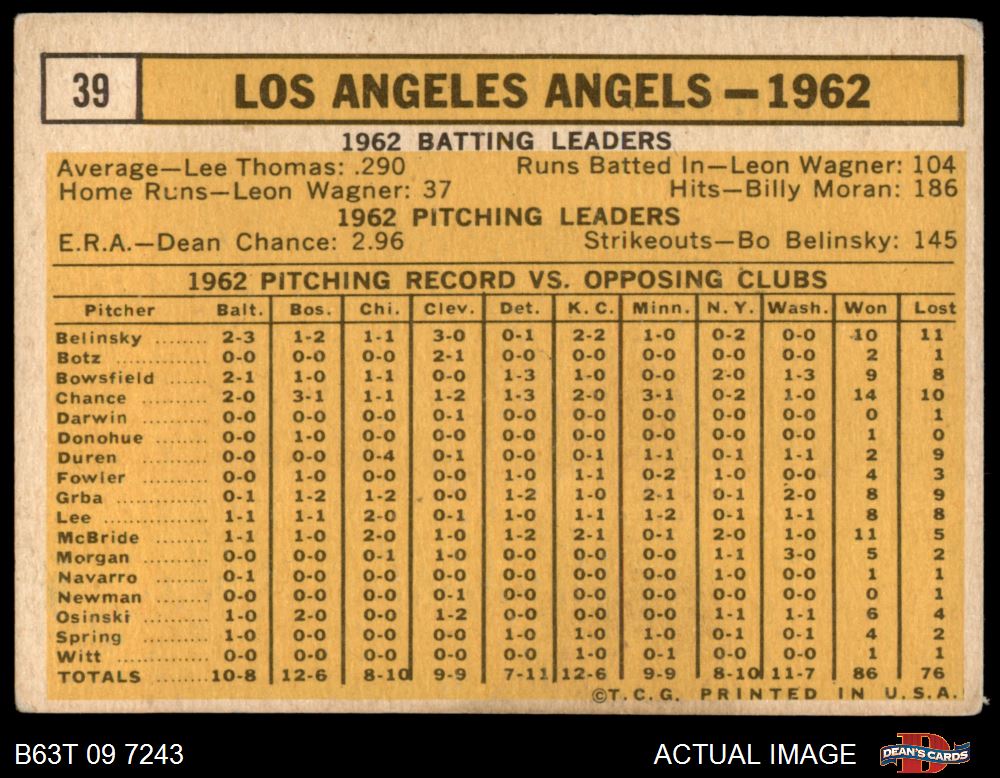 39 LOS ANGELES ANGELS — 1962
1962 BATTING LEADERS
Average—Lee Thomas: .290 Runs Batted In—Leon Wagner: 104
Home Runs—Leon Wagner: 37 Hits—Billy Moran: 186
1962 PITCHING LEADERS
E.R.A.—Dean Chance: 2.96 Strikeouts—Bo Belinsky: 145
1962 PITCHING RECORD VS. OPPOSING CLUBS
Pitcher Balt. Bos. Chi. Clev. Det. K.C. Minn. N.Y. Wash. Won Lost
Belinsky ........ 2-3 1-2 1-1 3-0 0-1 2-2 1-0 0-2 0-0 10 11
Botz .............. 0-0 0-0 0-0 2-1 0-0 0-0 0-0 0-0 0-0 2 1
Bowsfield ...... 2-1 1-0 1-1 0-0 1-3 1-0 0-0 2-0 1-3 9 8
Chance .......... 2-0 3-1 1-1 1-2 1-3 2-0 3-1 0-2 1-0 14 10
Darwin .......... 0-0 0-0 0-0 0-1 0-0 0-0 0-0 0-0 0-0 0 1
Donohue ........ 0-0 1-0 0-0 0-0 0-0 0-0 0-0 0-0 0-0 1 0
Duren ............ 0-0 0-0 0-4 0-1 0-0 0-1 1-1 0-1 1-1 2 9
Fowler .......... 0-0 1-0 0-0 1-0 0-0 1-0 0-2 1-0 0-0 4 3
Grba .............. 0-1 1-2 1-2 0-0 1-2 1-0 2-1 0-1 2-0 8 9
Lee ................ 1-1 1-1 2-0 0-1 1-0 1-1 1-2 0-1 1-1 8 8
McBride ........ 1-1 1-0 2-0 1-0 1-2 2-1 0-1 2-0 1-0 11 5
Morgan .......... 0-0 0-0 0-1 1-0 0-0 0-0 0-0 1-1 3-0 5 2
Navarro ........ 0-1 0-0 0-0 0-0 0-0 0-0 0-0 1-0 0-0 1 1
Newman ........ 0-0 0-0 0-0 0-1 0-0 0-0 0-0 0-0 0-0 0 1
Osinski .......... 1-0 2-0 0-0 1-2 0-0 0-0 0-0 1-1 1-1 6 4
Spring .......... 1-0 0-0 0-0 0-0 1-0 1-0 1-0 0-1 0-1 4 2
Witt .............. 0-0 0-0 0-0 0-0 0-0 1-0 0-1 0-0 0-0 1 1
TOTALS ........ 10-8 12-6 8-10 9-9 7-11 12-6 9-9 8-10 11-7 86 76
©T.C.G. PRINTED IN U.S.A.
B63T 09 7243 ACTUAL IMAGE DEAN'S CARDS